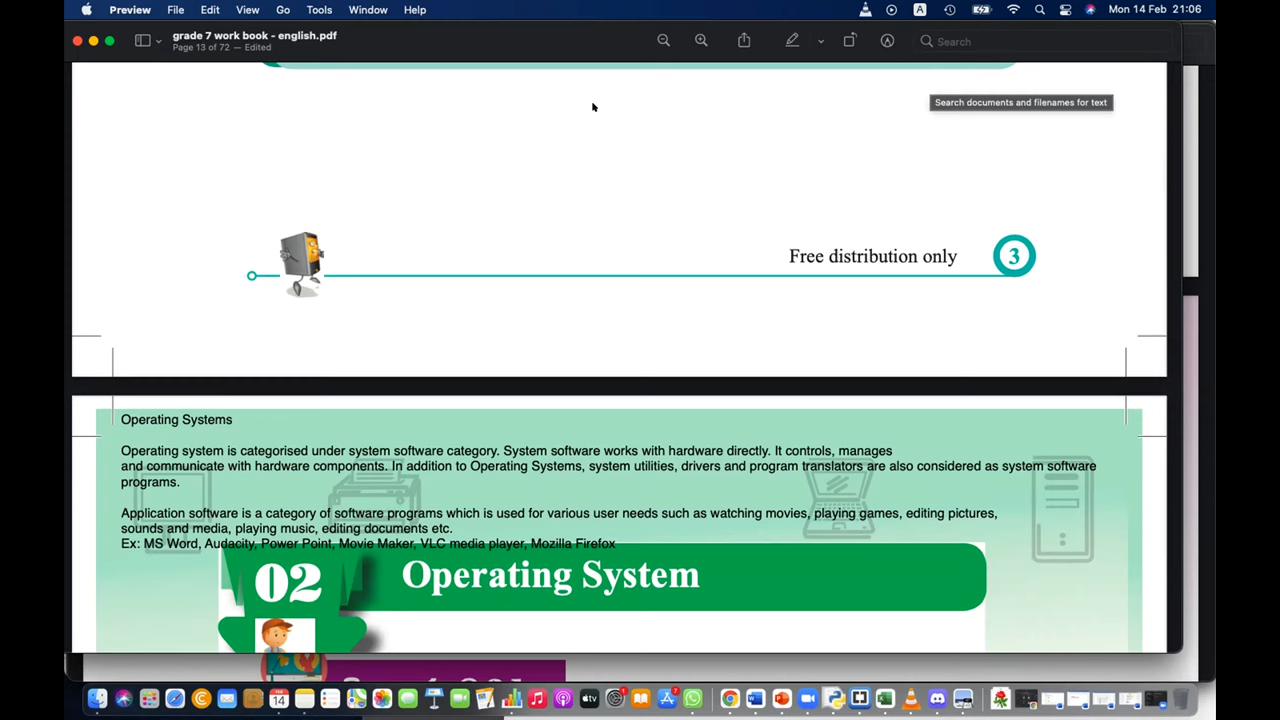 Preview File Edit View Go Tools Window Help A Mon 14 Feb 21:06
grade 7 work book - english.pdf
Page 13 of 72 — Edited
Search
Search documents and filenames for text
Free distribution only 3
Operating Systems
Operating system is categorised under system software category. System software works with hardware directly. It controls, manages
and communicate with hardware components. In addition to Operating Systems, system utilities, drivers and program translators are also considered as system software
programs.
Application software is a category of software programs which is used for various user needs such as watching movies, playing games, editing pictures,
sounds and media, playing music, editing documents etc.
Ex: MS Word, Audacity, Power Point, Movie Maker, VLC media player, Mozilla Firefox
02 Operating System